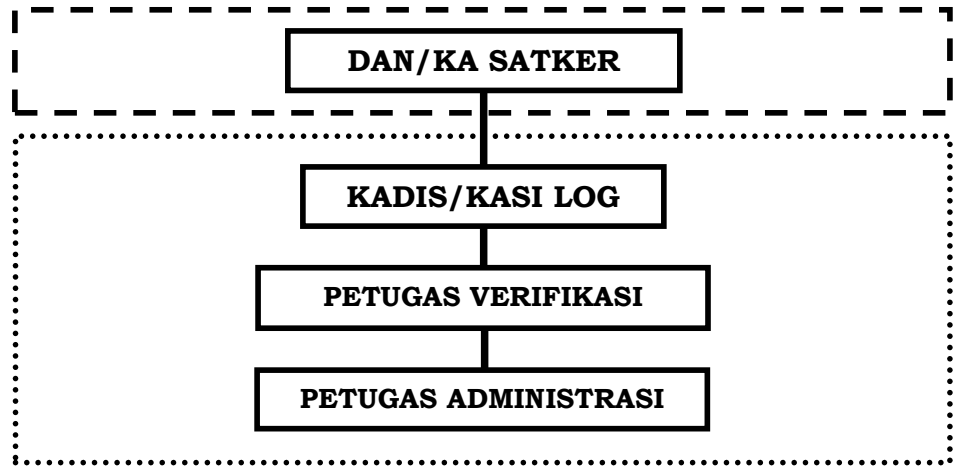 DAN/KA SATKER
KADIS/KASI LOG
PETUGAS VERIFIKASI
PETUGAS ADMINISTRASI